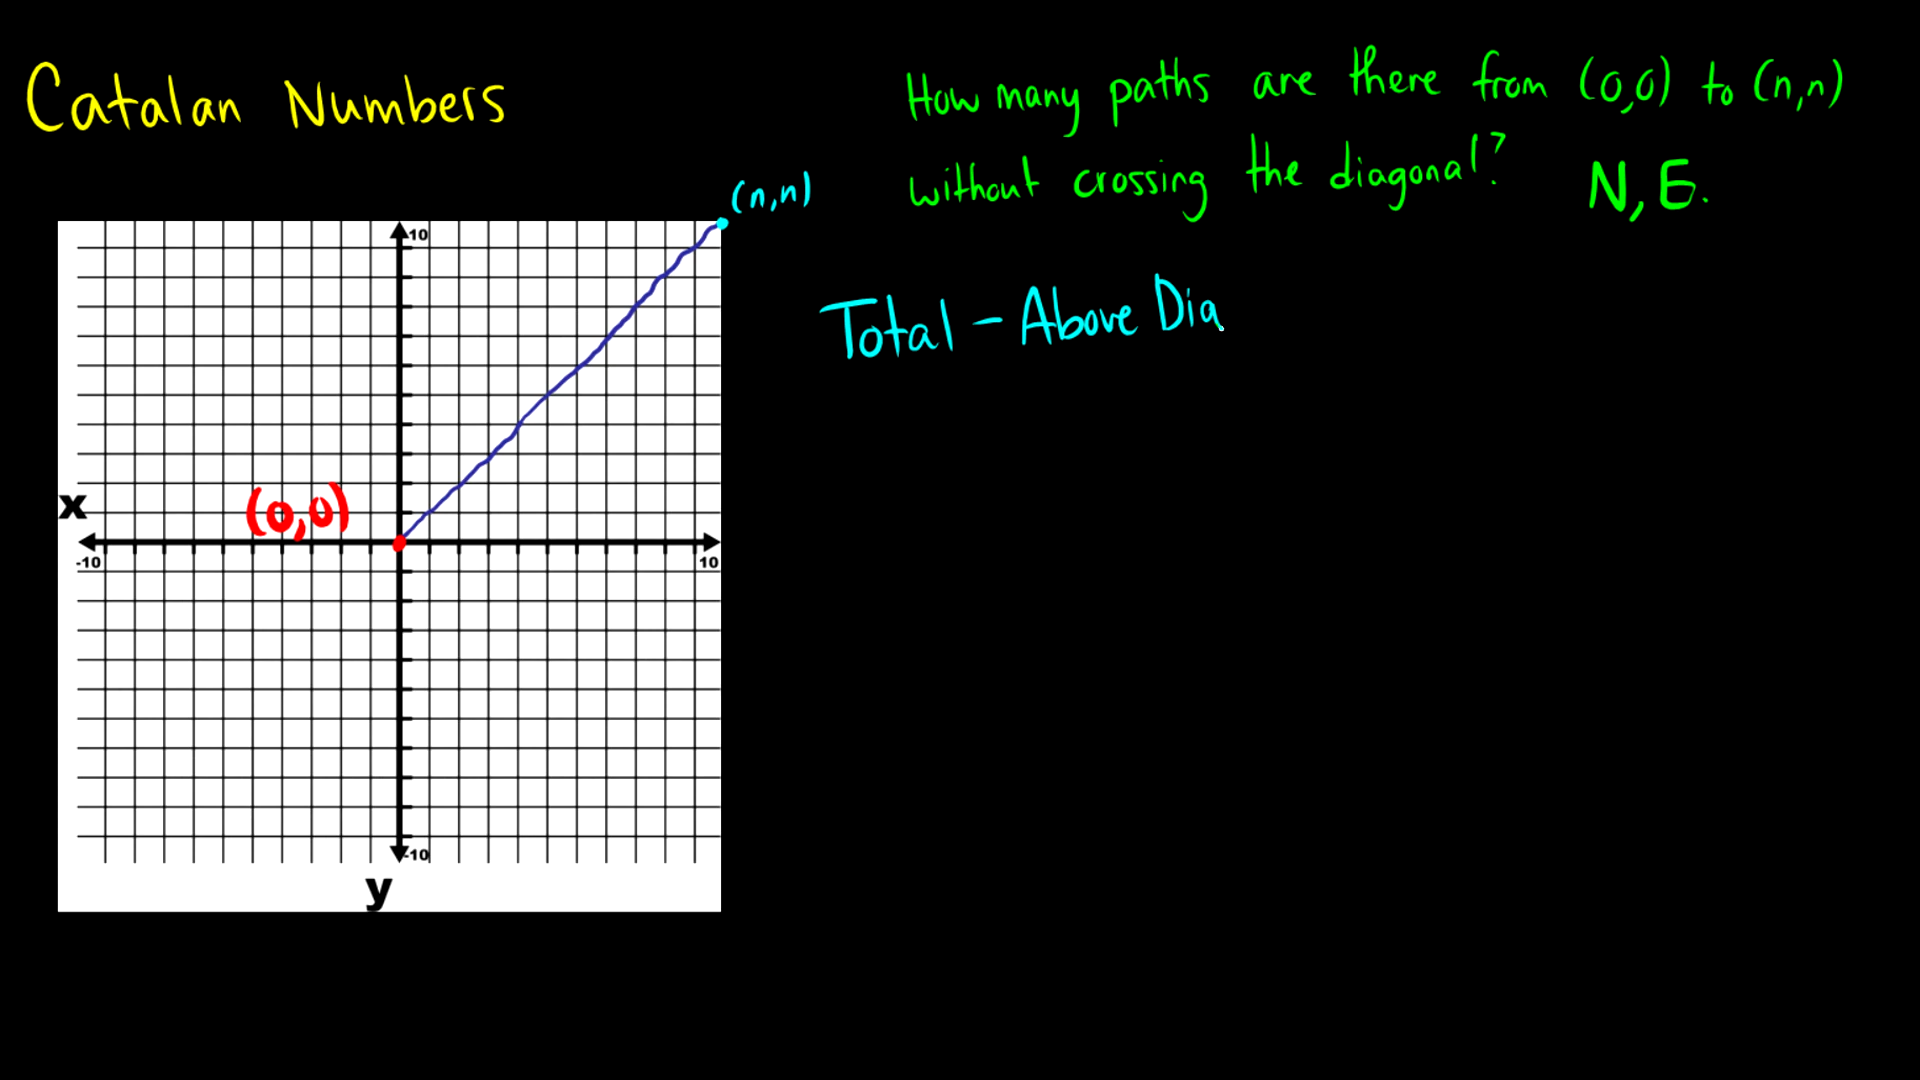 Catalan Numbers
How many paths are there from (0,0) to (n,n)
without crossing the diagonal? N, E.
(n,n)
Total - Above Dia
10
(0,0)
x
-10
10
-10
y